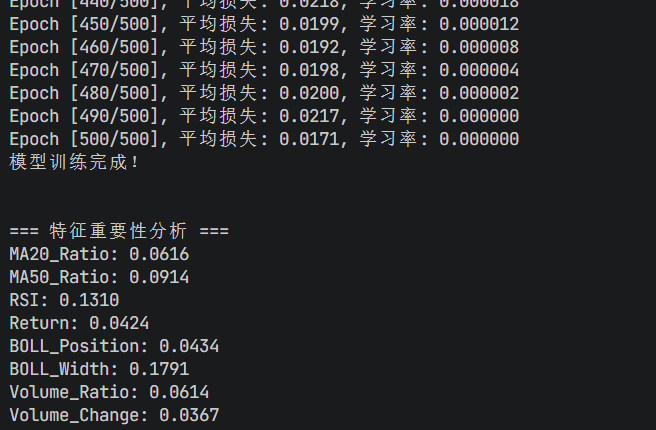 Epoch [440/500], 平均损失: 0.0218, 学习率: 0.000018
Epoch [450/500], 平均损失: 0.0199, 学习率: 0.000012
Epoch [460/500], 平均损失: 0.0192, 学习率: 0.000008
Epoch [470/500], 平均损失: 0.0198, 学习率: 0.000004
Epoch [480/500], 平均损失: 0.0200, 学习率: 0.000002
Epoch [490/500], 平均损失: 0.0217, 学习率: 0.000000
Epoch [500/500], 平均损失: 0.0171, 学习率: 0.000000
模型训练完成!
=== 特征重要性分析 ===
MA20_Ratio: 0.0616
MA50_Ratio: 0.0914
RSI: 0.1310
Return: 0.0424
BOLL_Position: 0.0434
BOLL_Width: 0.1791
Volume_Ratio: 0.0614
Volume_Change: 0.0367